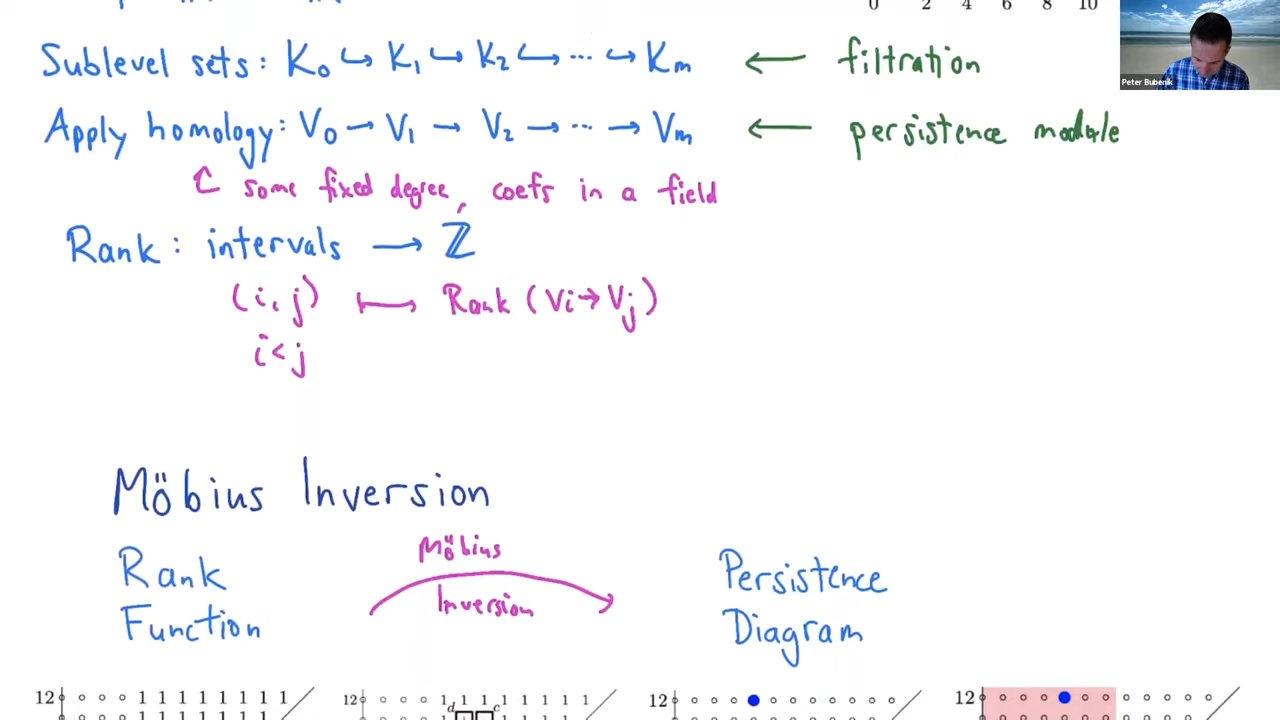 0 2 4 6 8 10
Peter Bubenik
Sublevel sets: K₀ ↪ K₁ ↪ K₂ ↪ ⋯ ↪ Kₘ ← filtration
Apply homology: V₀ → V₁ → V₂ → ⋯ → Vₘ ← persistence module
some fixed degree, coefs in a field
Rank: intervals → ℤ
(i, j) ↦ Rank (Vi → Vj)
i < j
Möbius Inversion
Rank
Function
Möbius
Inversion
Persistence
Diagram
12 1 1 1 1 1 1 1 1
12 1 1 1 1 1 1 1 1
d c
12
12